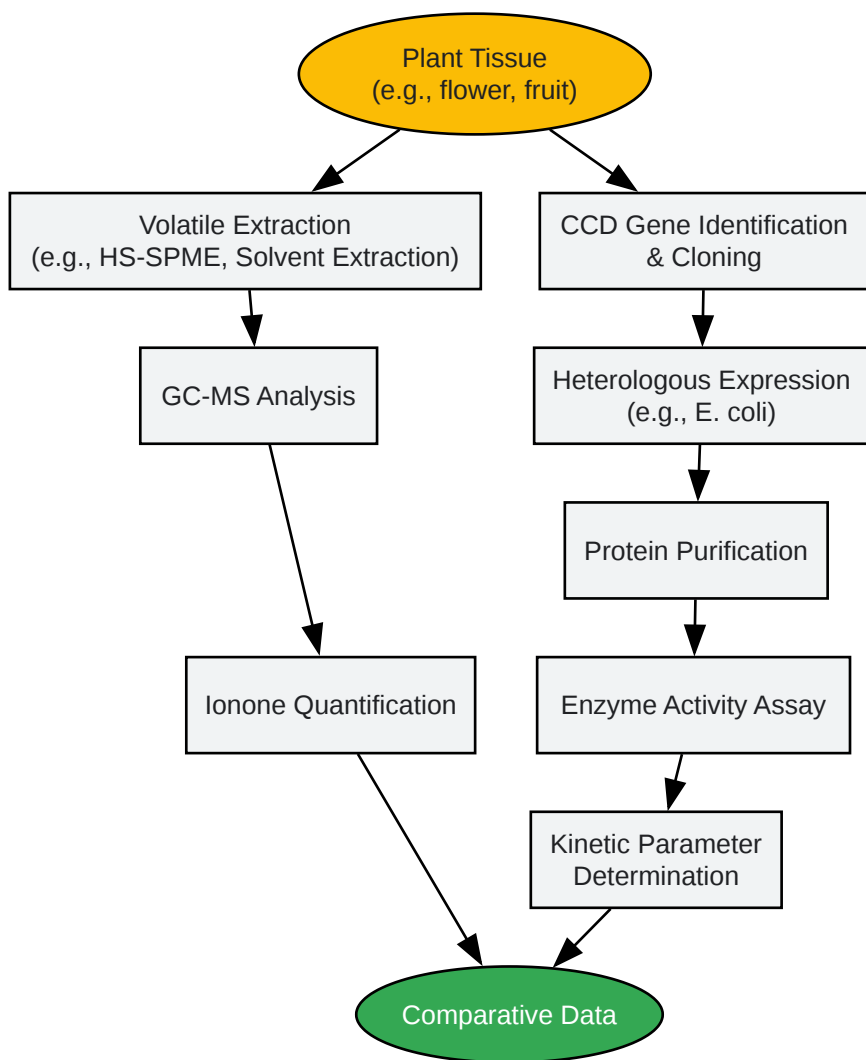 Plant Tissue
(e.g., flower, fruit)
Volatile Extraction
(e.g., HS-SPME, Solvent Extraction)
CCD Gene Identification
& Cloning
GC-MS Analysis
Heterologous Expression
(e.g., E. coli)
Protein Purification
Ionone Quantification
Enzyme Activity Assay
Kinetic Parameter
Determination
Comparative Data